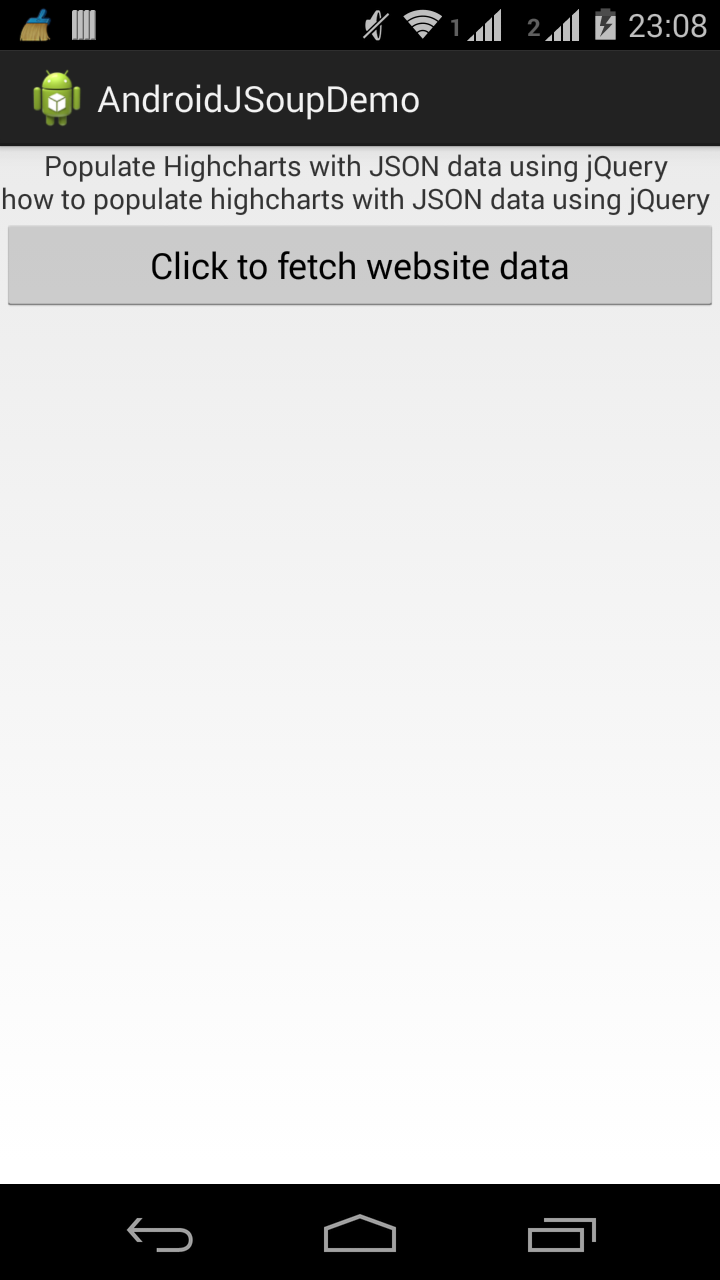 1 2 23:08
AndroidJSoupDemo
Populate Highcharts with JSON data using jQuery
how to populate highcharts with JSON data using jQuery
Click to fetch website data